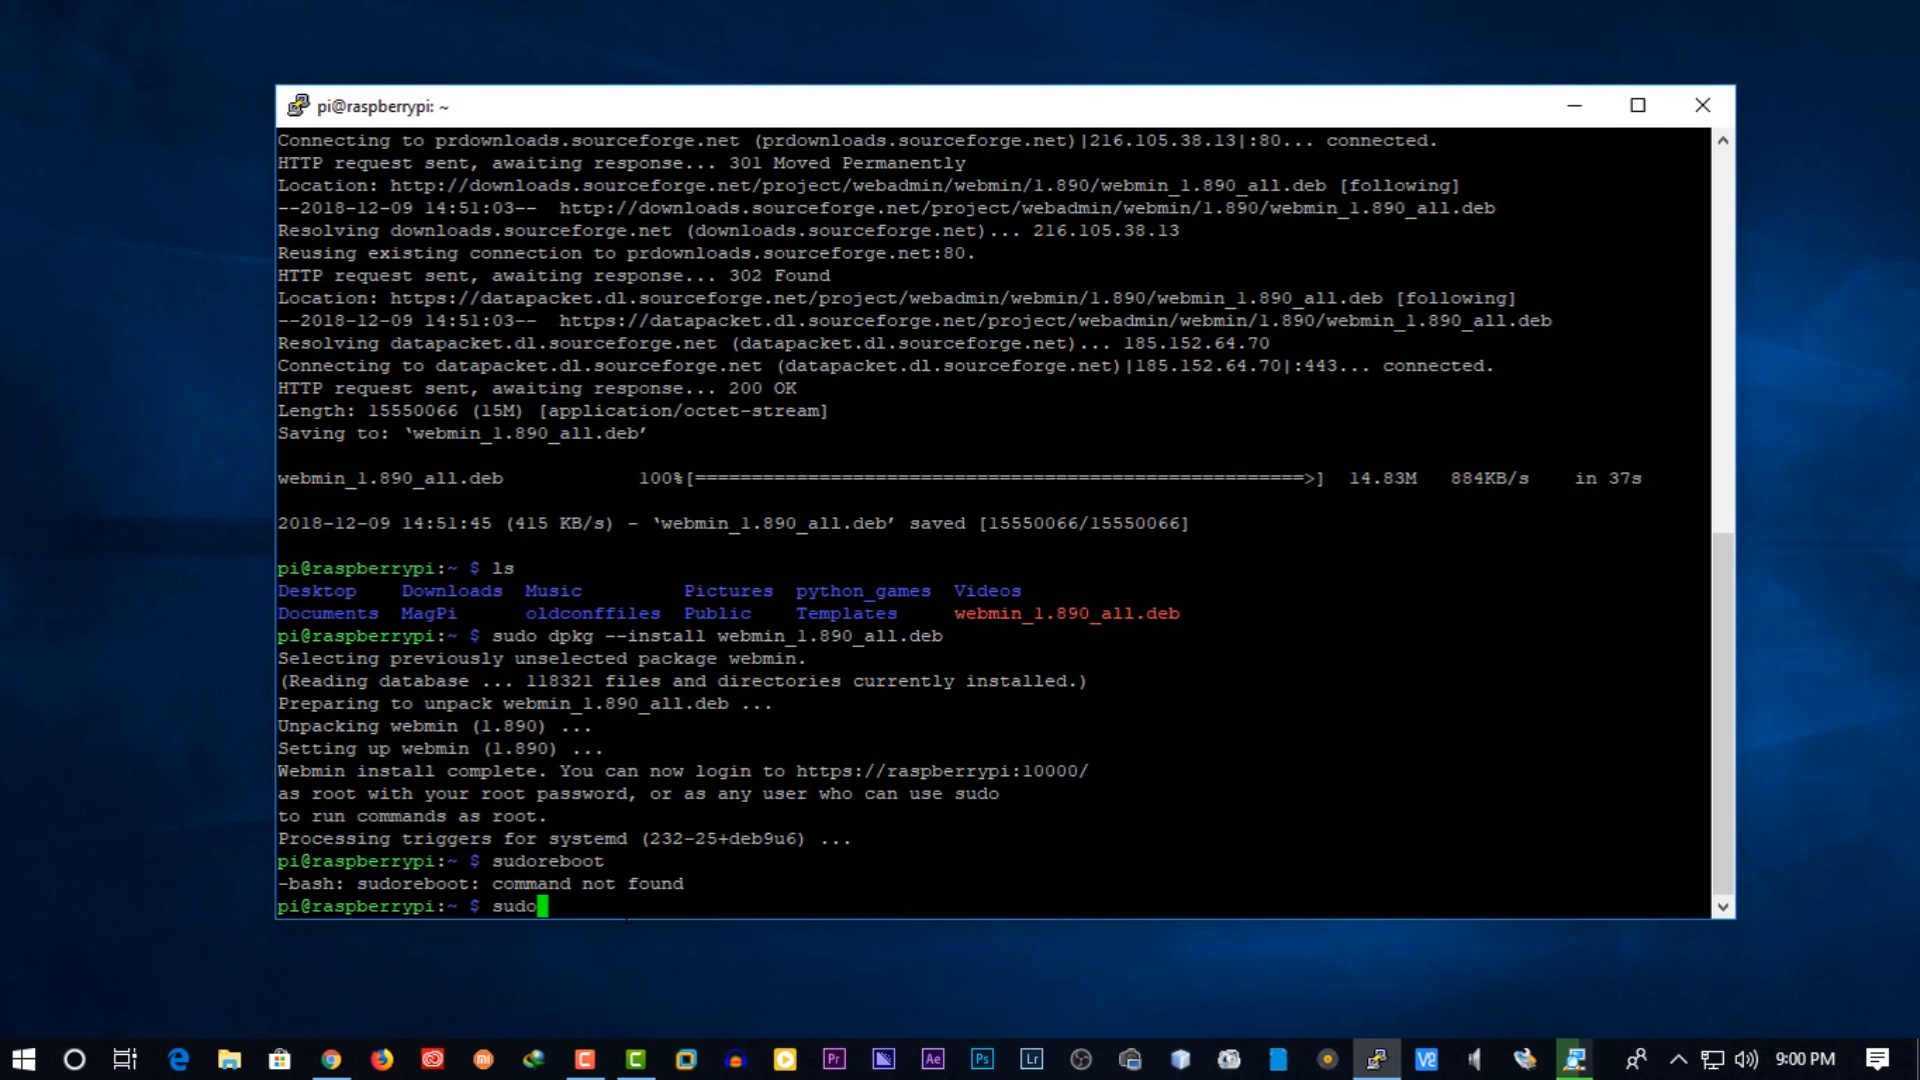 pi@raspberrypi: ~
Connecting to prdownloads.sourceforge.net (prdownloads.sourceforge.net)|216.105.38.13|:80... connected.
HTTP request sent, awaiting response... 301 Moved Permanently
Location: http://downloads.sourceforge.net/project/webadmin/webmin/1.890/webmin_1.890_all.deb [following]
--2018-12-09 14:51:03--  http://downloads.sourceforge.net/project/webadmin/webmin/1.890/webmin_1.890_all.deb
Resolving downloads.sourceforge.net (downloads.sourceforge.net)... 216.105.38.13
Reusing existing connection to prdownloads.sourceforge.net:80.
HTTP request sent, awaiting response... 302 Found
Location: https://datapacket.dl.sourceforge.net/project/webadmin/webmin/1.890/webmin_1.890_all.deb [following]
--2018-12-09 14:51:03--  https://datapacket.dl.sourceforge.net/project/webadmin/webmin/1.890/webmin_1.890_all.deb
Resolving datapacket.dl.sourceforge.net (datapacket.dl.sourceforge.net)... 185.152.64.70
Connecting to datapacket.dl.sourceforge.net (datapacket.dl.sourceforge.net)|185.152.64.70|:443... connected.
HTTP request sent, awaiting response... 200 OK
Length: 15550066 (15M) [application/octet-stream]
Saving to: ‘webmin_1.890_all.deb’
webmin_1.890_all.deb            100%[======================================================>]  14.83M   884KB/s    in 37s
2018-12-09 14:51:45 (415 KB/s) - ‘webmin_1.890_all.deb’ saved [15550066/15550066]
pi@raspberrypi:~ $ ls
Desktop    Downloads  Music        Pictures  python_games  Videos
Documents  MagPi      oldconffiles  Public    Templates     webmin_1.890_all.deb
pi@raspberrypi:~ $ sudo dpkg --install webmin_1.890_all.deb
Selecting previously unselected package webmin.
(Reading database ... 118321 files and directories currently installed.)
Preparing to unpack webmin_1.890_all.deb ...
Unpacking webmin (1.890) ...
Setting up webmin (1.890) ...
Webmin install complete. You can now login to https://raspberrypi:10000/
as root with your root password, or as any user who can use sudo
to run commands as root.
Processing triggers for systemd (232-25+deb9u6) ...
pi@raspberrypi:~ $ sudoreboot
-bash: sudoreboot: command not found
pi@raspberrypi:~ $ sudo
Pr Ae Ps Lr 9:00 PM